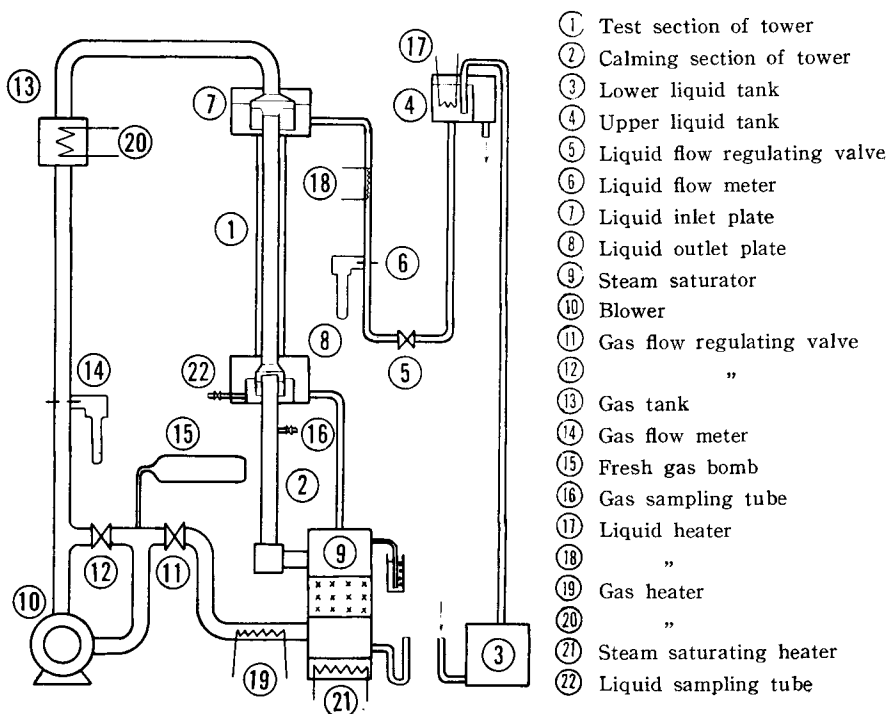 ⑰
⑬
⑦
④
⑳
⑱
①
⑥
⑧
⑤
㉒
⑭
⑮
⑯
②
⑨
⑫
⑪
⑩
⑲
㉑
③
① Test section of tower
② Calming section of tower
③ Lower liquid tank
④ Upper liquid tank
⑤ Liquid flow regulating valve
⑥ Liquid flow meter
⑦ Liquid inlet plate
⑧ Liquid outlet plate
⑨ Steam saturator
⑩ Blower
⑪ Gas flow regulating valve
⑫ "
⑬ Gas tank
⑭ Gas flow meter
⑮ Fresh gas bomb
⑯ Gas sampling tube
⑰ Liquid heater
⑱ "
⑲ Gas heater
⑳ "
㉑ Steam saturating heater
㉒ Liquid sampling tube